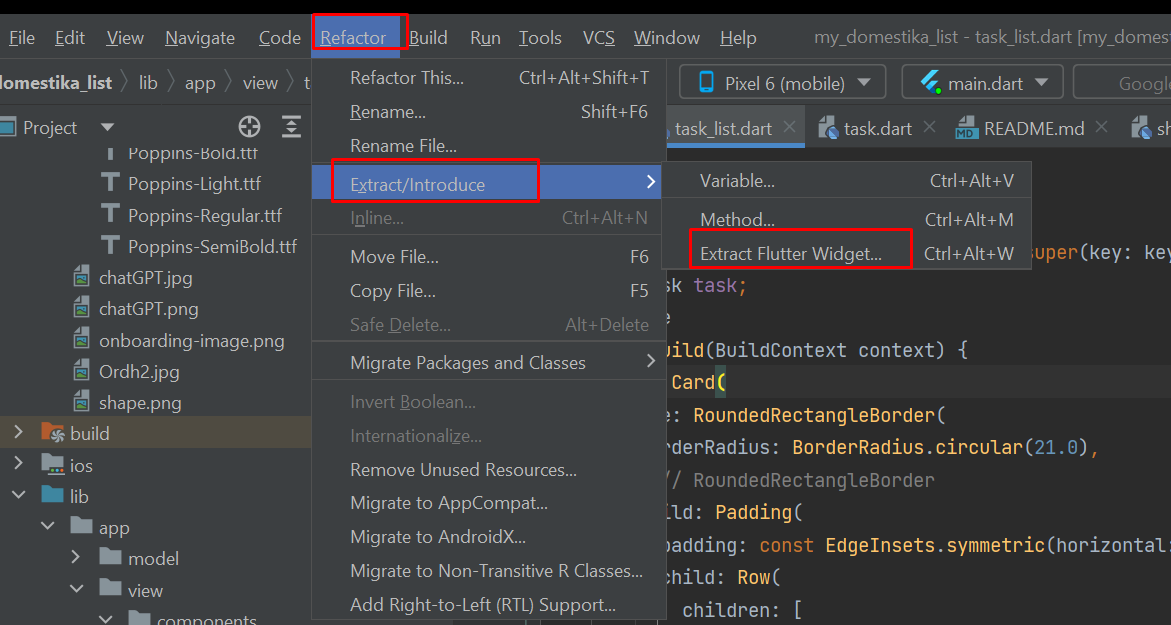 File Edit View Navigate Code Refactor Build Run Tools VCS Window Help my_domestika_list - task_list.dart [my_domest
domestika_list lib app view t
Pixel 6 (mobile) main.dart Google
Project
task_list.dart task.dart README.md sh
Poppins-Bold.ttf
Poppins-Light.ttf
Poppins-Regular.ttf
Poppins-SemiBold.ttf
chatGPT.jpg
chatGPT.png
onboarding-image.png
Ordh2.jpg
shape.png
build
ios
lib
app
model
view
components
Refactor This... Ctrl+Alt+Shift+T
Rename... Shift+F6
Rename File...
Extract/Introduce
Inline... Ctrl+Alt+N
Move File... F6
Copy File... F5
Safe Delete... Alt+Delete
Migrate Packages and Classes
Invert Boolean...
Internationalize...
Remove Unused Resources...
Migrate to AppCompat...
Migrate to AndroidX...
Migrate to Non-Transitive R Classes...
Add Right-to-Left (RTL) Support...
Variable... Ctrl+Alt+V
Method... Ctrl+Alt+M
Extract Flutter Widget... Ctrl+Alt+W
super(key: key
sk task;
e
uild(BuildContext context) {
Card(
e: RoundedRectangleBorder(
rderRadius: BorderRadius.circular(21.0),
// RoundedRectangleBorder
ild: Padding(
padding: const EdgeInsets.symmetric(horizontal:
child: Row(
children: [